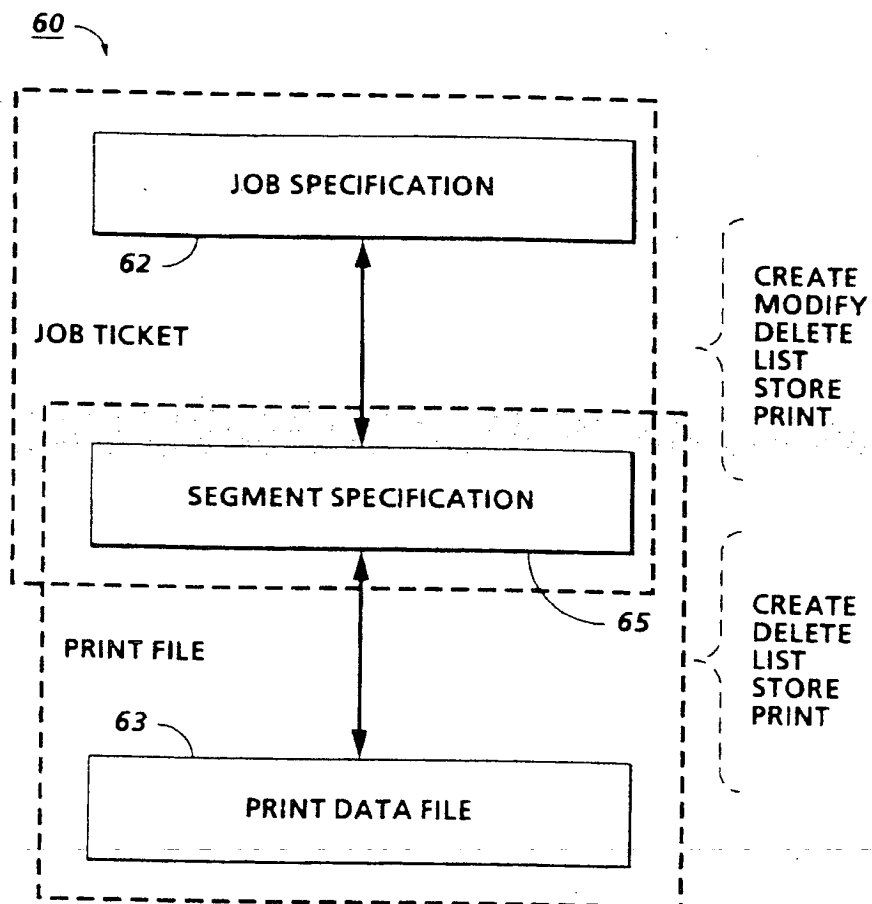 60
JOB SPECIFICATION
62
JOB TICKET
CREATE
MODIFY
DELETE
LIST
STORE
PRINT
SEGMENT SPECIFICATION
65
PRINT FILE
CREATE
DELETE
LIST
STORE
PRINT
63
PRINT DATA FILE